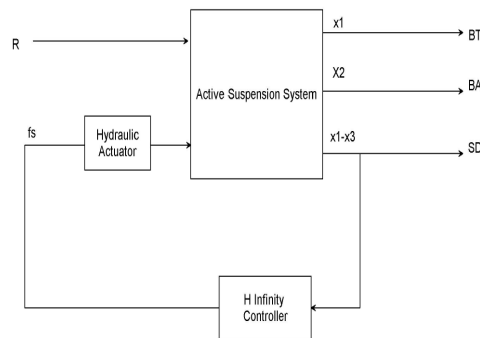 x1
BT
R
X2
BA
Active Suspension System
fs
Hydraulic
Actuator
x1-x3
SD
H Infinity
Controller